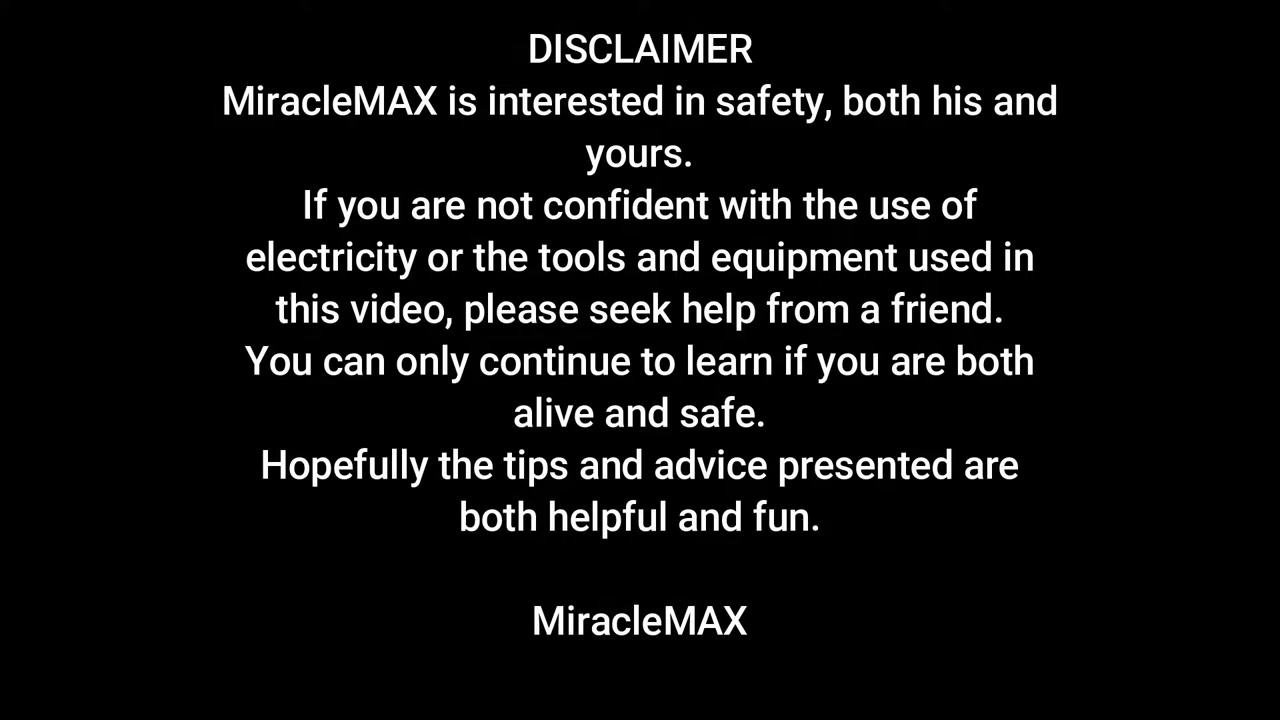 DISCLAIMER
MiracleMAX is interested in safety, both his and
yours.
If you are not confident with the use of
electricity or the tools and equipment used in
this video, please seek help from a friend.
You can only continue to learn if you are both
alive and safe.
Hopefully the tips and advice presented are
both helpful and fun.
MiracleMAX